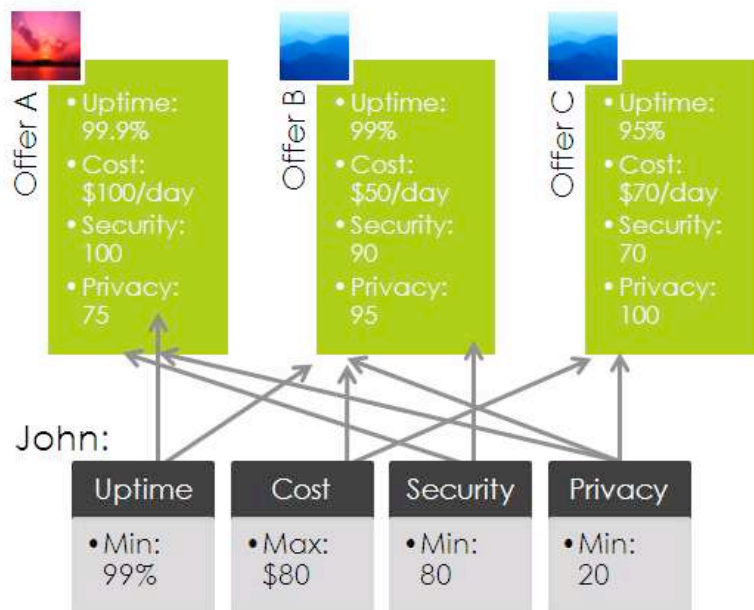 Offer A
• Uptime:
99.9%
• Cost:
$100/day
• Security:
100
• Privacy:
75
Offer B
• Uptime:
99%
• Cost:
$50/day
• Security:
90
• Privacy:
95
Offer C
• Uptime:
95%
• Cost:
$70/day
• Security:
70
• Privacy:
100
John:
Uptime
• Min:
99%
Cost
• Max:
$80
Security
• Min:
80
Privacy
• Min:
20